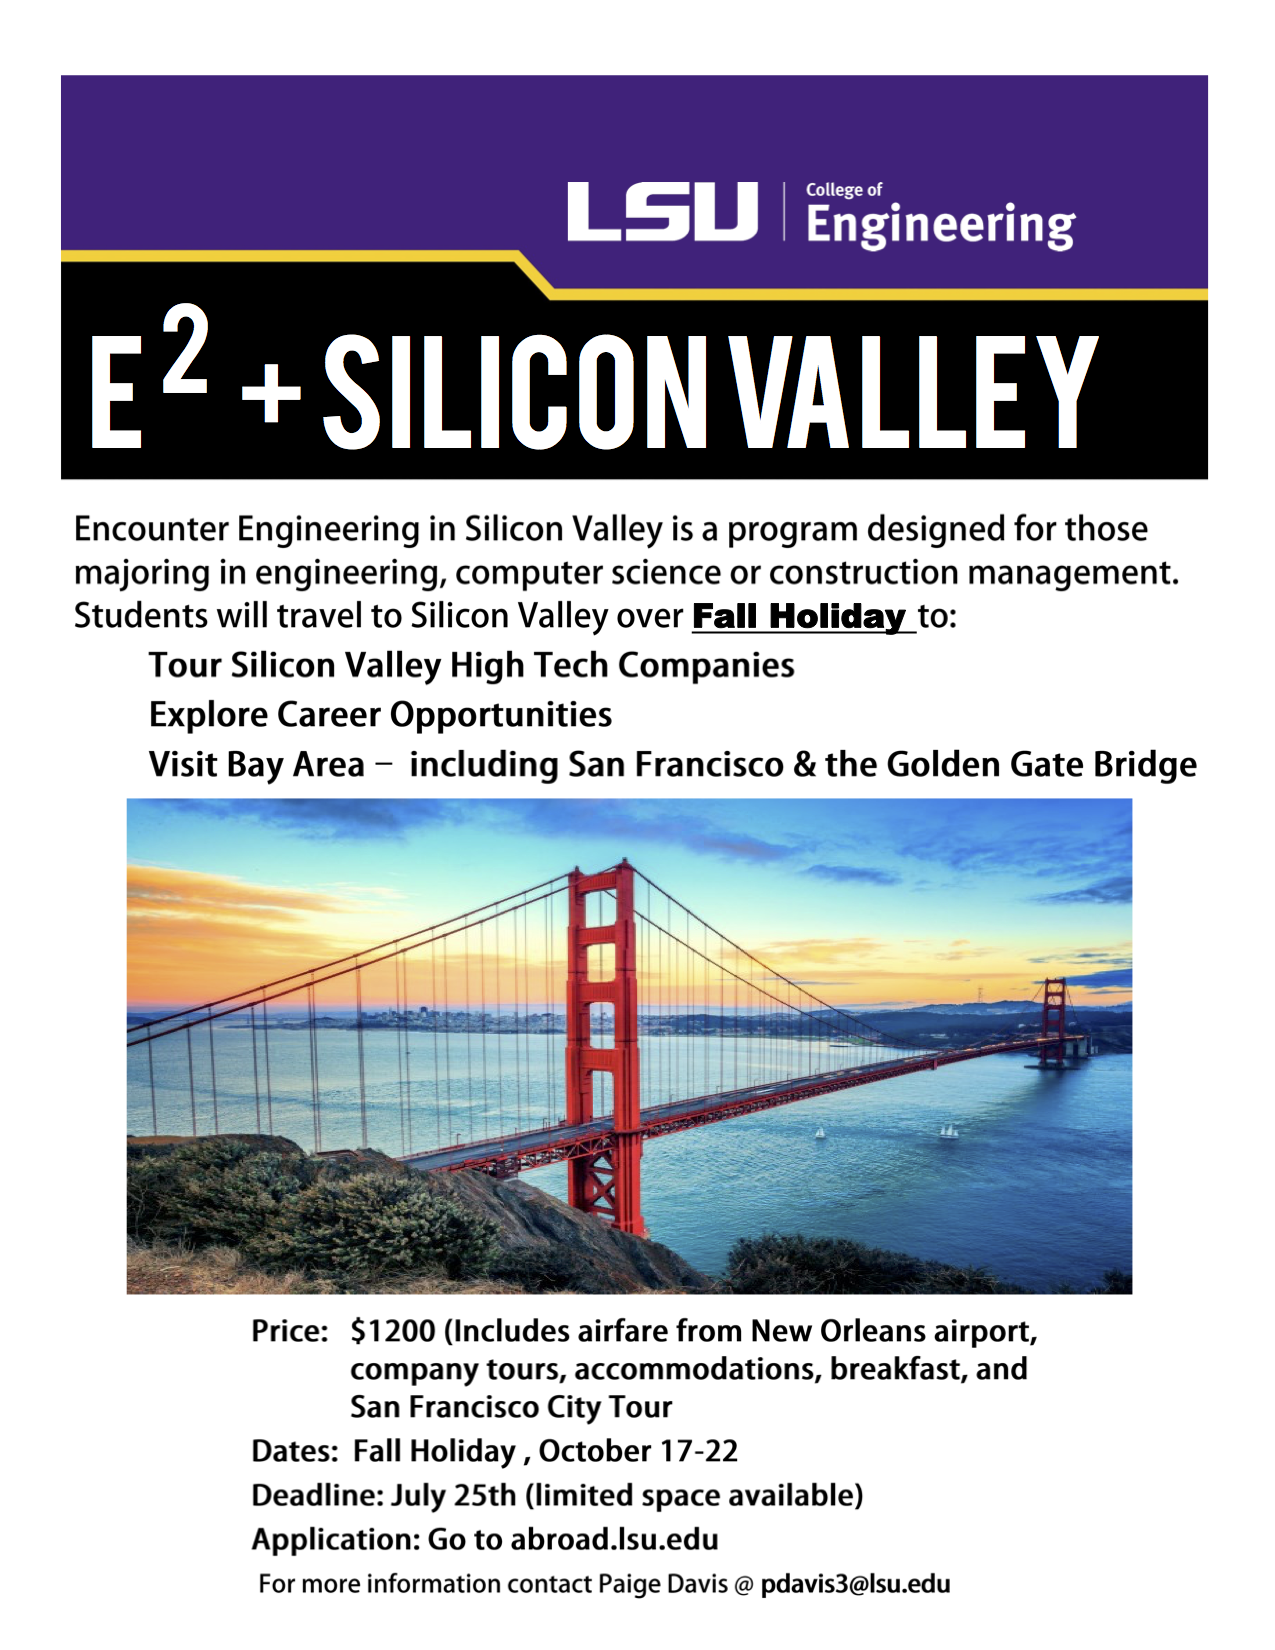 LSU
College of
Engineering
E² + SILICON VALLEY
Encounter Engineering in Silicon Valley is a program designed for those
majoring in engineering, computer science or construction management.
Students will travel to Silicon Valley over Fall Holiday to:
Tour Silicon Valley High Tech Companies
Explore Career Opportunities
Visit Bay Area – including San Francisco & the Golden Gate Bridge
Price: $1200 (Includes airfare from New Orleans airport,
company tours, accommodations, breakfast, and
San Francisco City Tour
Dates: Fall Holiday , October 17-22
Deadline: July 25th (limited space available)
Application: Go to abroad.lsu.edu
For more information contact Paige Davis @ pdavis3@lsu.edu